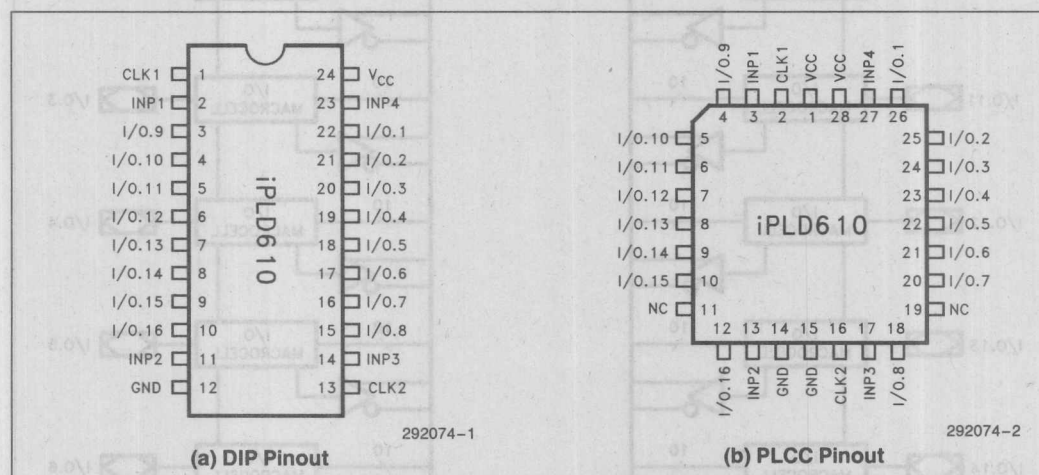 CLK1 1 24 VCC
INP1 2 23 INP4
I/O.9 3 22 I/O.1
I/O.10 4 21 I/O.2
I/O.11 5 20 I/O.3
I/O.12 6 19 I/O.4
I/O.13 7 18 I/O.5
I/O.14 8 17 I/O.6
I/O.15 9 16 I/O.7
I/O.16 10 15 I/O.8
INP2 11 14 INP3
GND 12 13 CLK2
iPLD610
292074-1
(a) DIP Pinout
I/O.9 INP1 CLK1 VCC VCC INP4 I/O.1
4 3 2 1 28 27 26
I/O.10 5 25 I/O.2
I/O.11 6 24 I/O.3
I/O.12 7 23 I/O.4
I/O.13 8 22 I/O.5
I/O.14 9 21 I/O.6
I/O.15 10 20 I/O.7
NC 11 19 NC
iPLD610
12 13 14 15 16 17 18
I/O.16 INP2 GND GND CLK2 INP3 I/O.8
292074-2
(b) PLCC Pinout